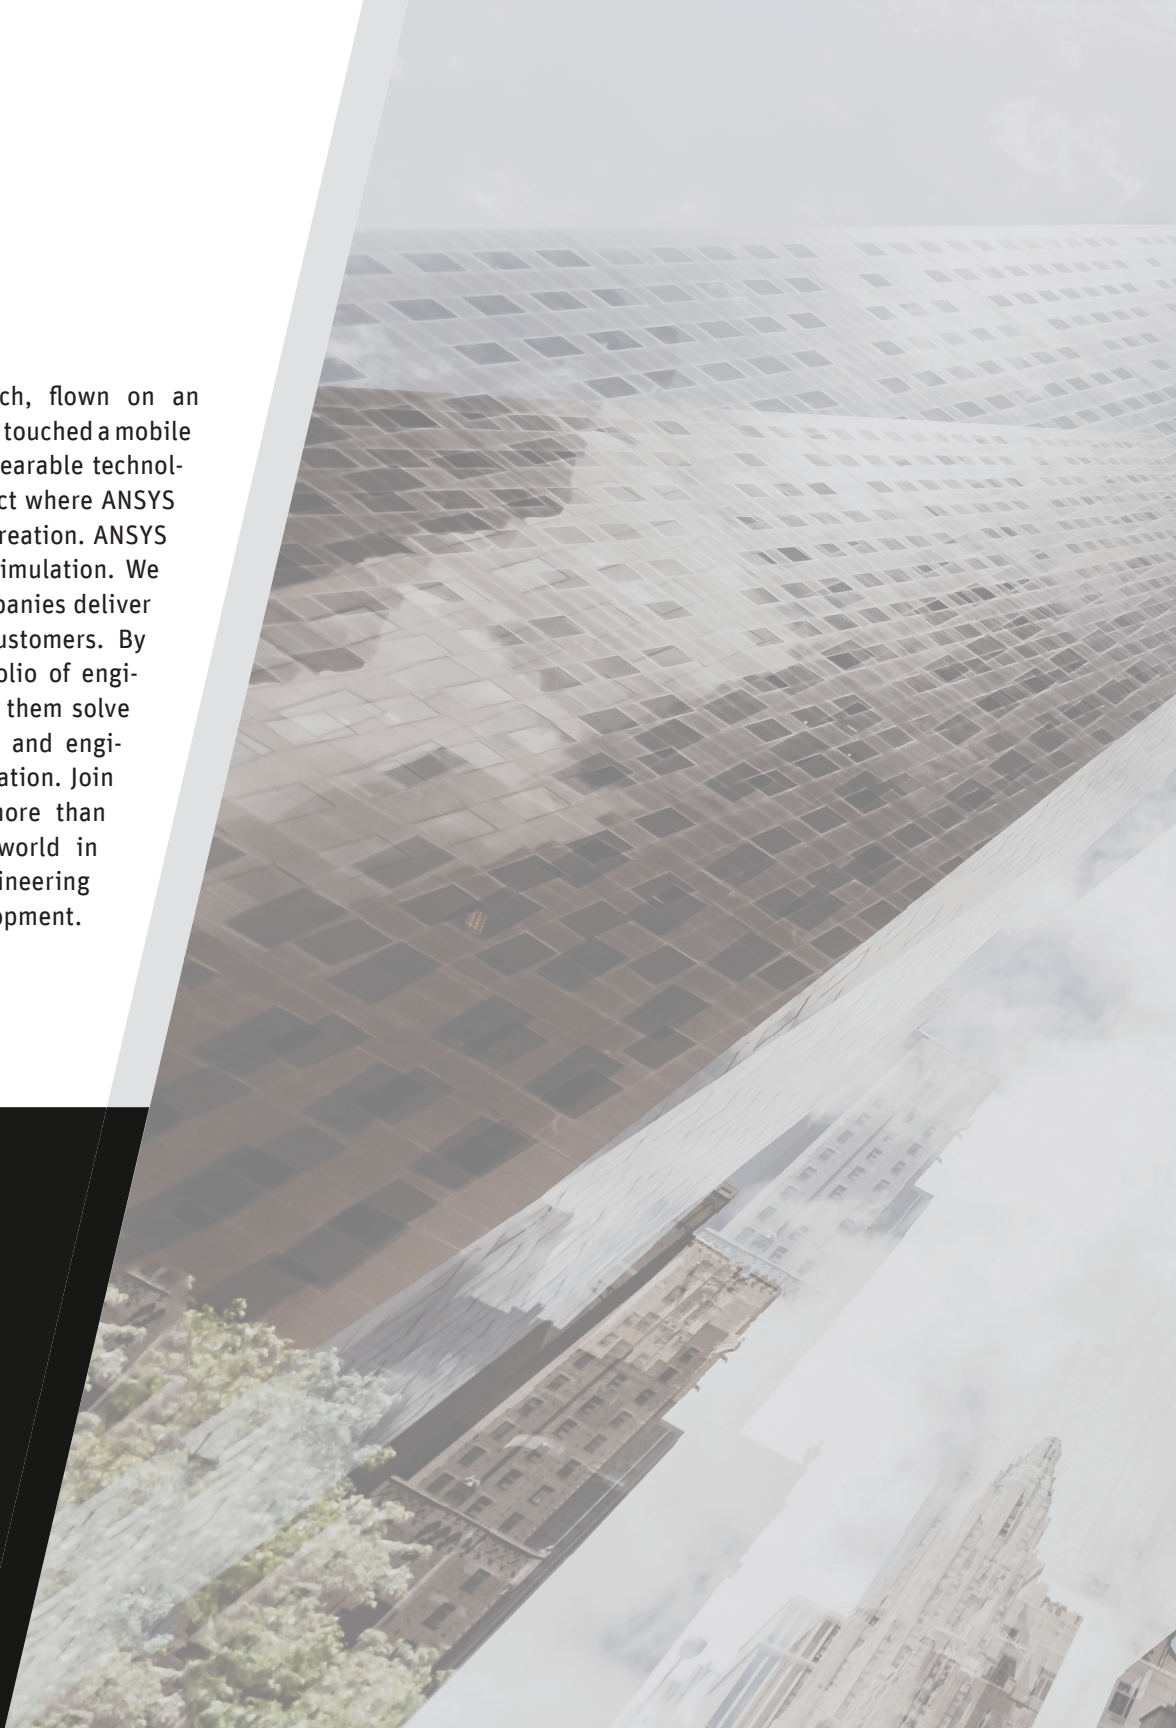 ch, flown on an
touched a mobile
earable technol-
ct where ANSYS
reation. ANSYS
imulation. We
panies deliver
ustomers. By
olio of engi-
them solve
and engi-
ation. Join
more than
world in
ineering
opment.